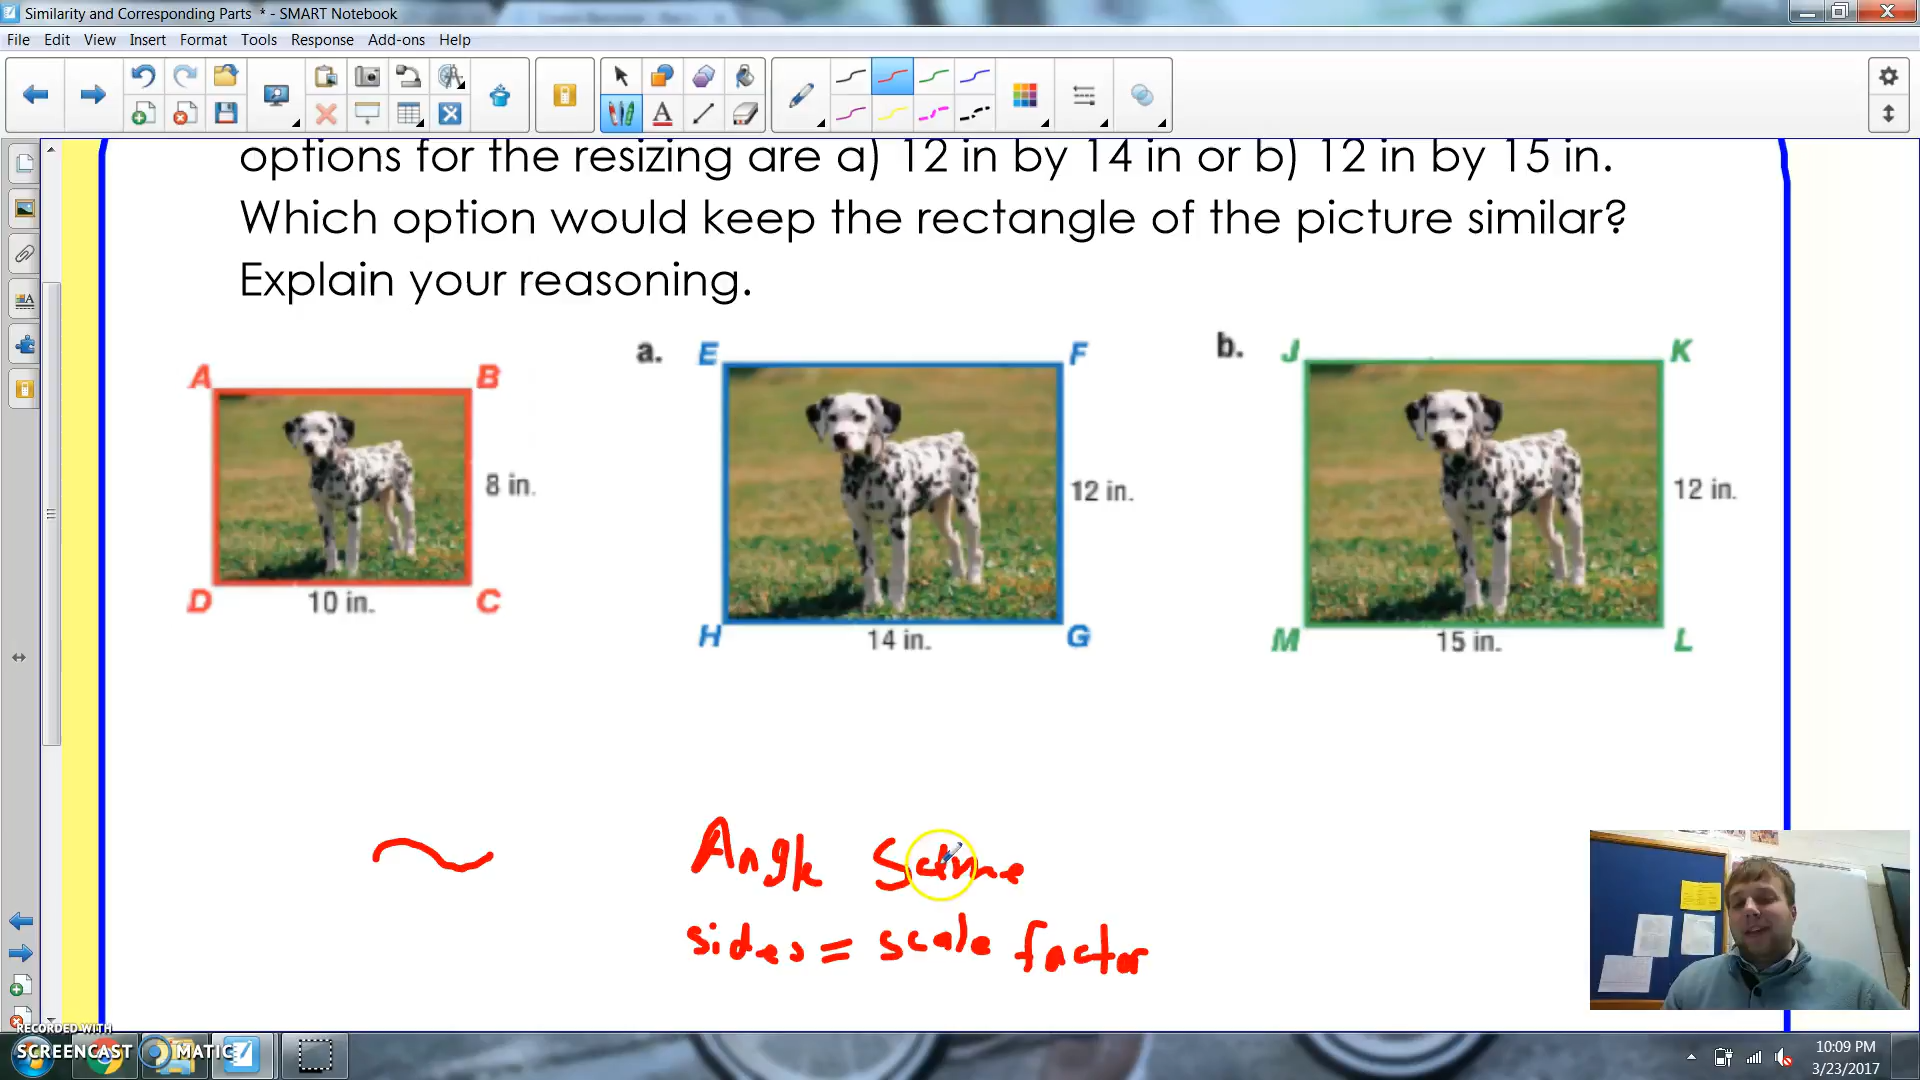 Similarity and Corresponding Parts * - SMART Notebook
File Edit View Insert Format Tools Response Add-ons Help
options for the resizing are a) 12 in by 14 in or b) 12 in by 15 in.
Which option would keep the rectangle of the picture similar?
Explain your reasoning.
A B
8 in.
D 10 in. C
a. E F
12 in.
H 14 in. G
b. J K
12 in.
M 15 in. L
~ Angle Same
sides = scale factor
RECORDED WITH
SCREENCAST MATIC
10:09 PM
3/23/2017